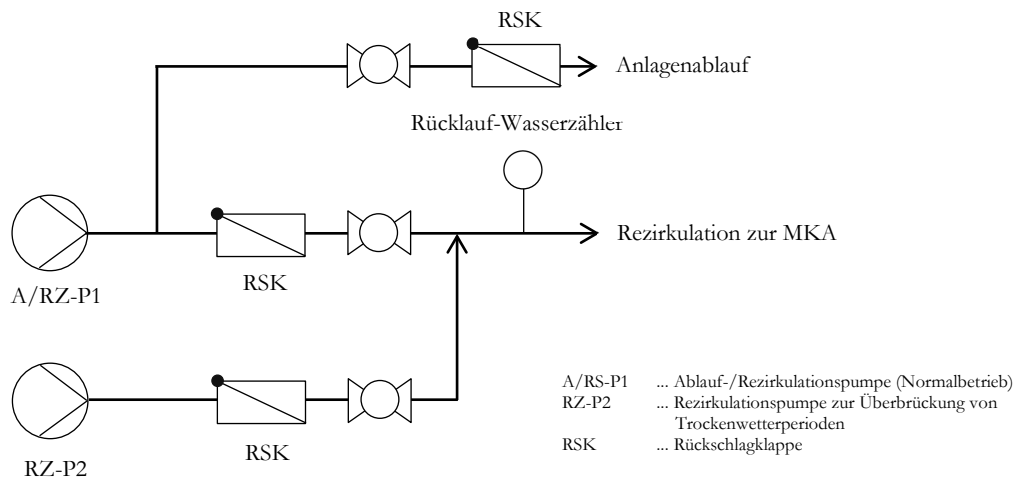 RSK
Anlagenablauf
Rücklauf-Wasserzähler
Rezirkulation zur MKA
RSK
A/RZ-P1
A/RS-P1 ... Ablauf-/Rezirkulationspumpe (Normalbetrieb)
RZ-P2 ... Rezirkulationspumpe zur Überbrückung von
Trockenwetterperioden
RSK ... Rückschlagklappe
RSK
RZ-P2